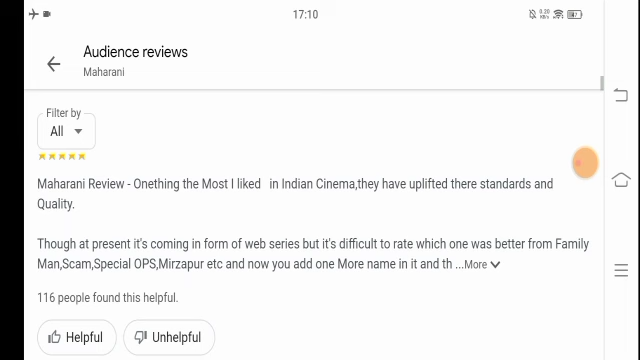 17:10
0.20 KB/s
Audience reviews
Maharani
Filter by
All
Maharani Review - Onething the Most I liked in Indian Cinema,they have uplifted there standards and
Quality.
Though at present it's coming in form of web series but it's difficult to rate which one was better from Family
Man,Scam,Special OPS,Mirzapur etc and now you add one More name in it and th ...More
116 people found this helpful.
Helpful
Unhelpful